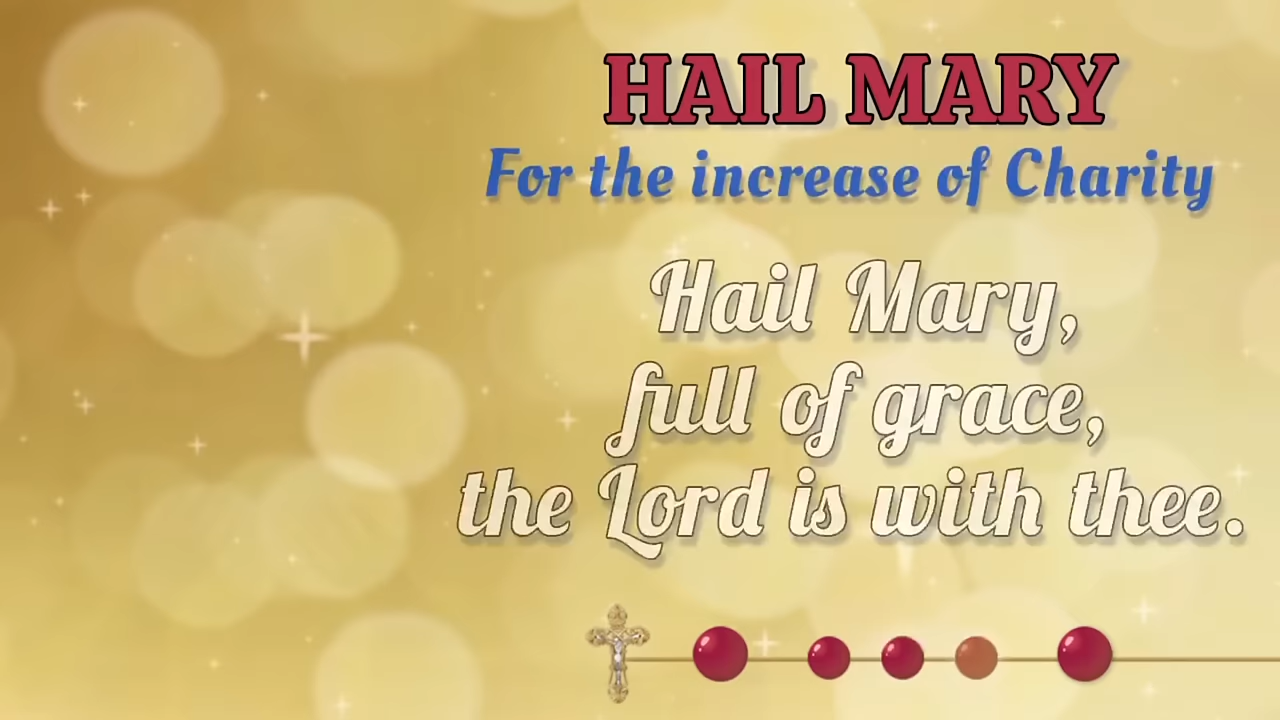 HAIL MARY
For the increase of Charity
Hail Mary,
full of grace,
the Lord is with thee.